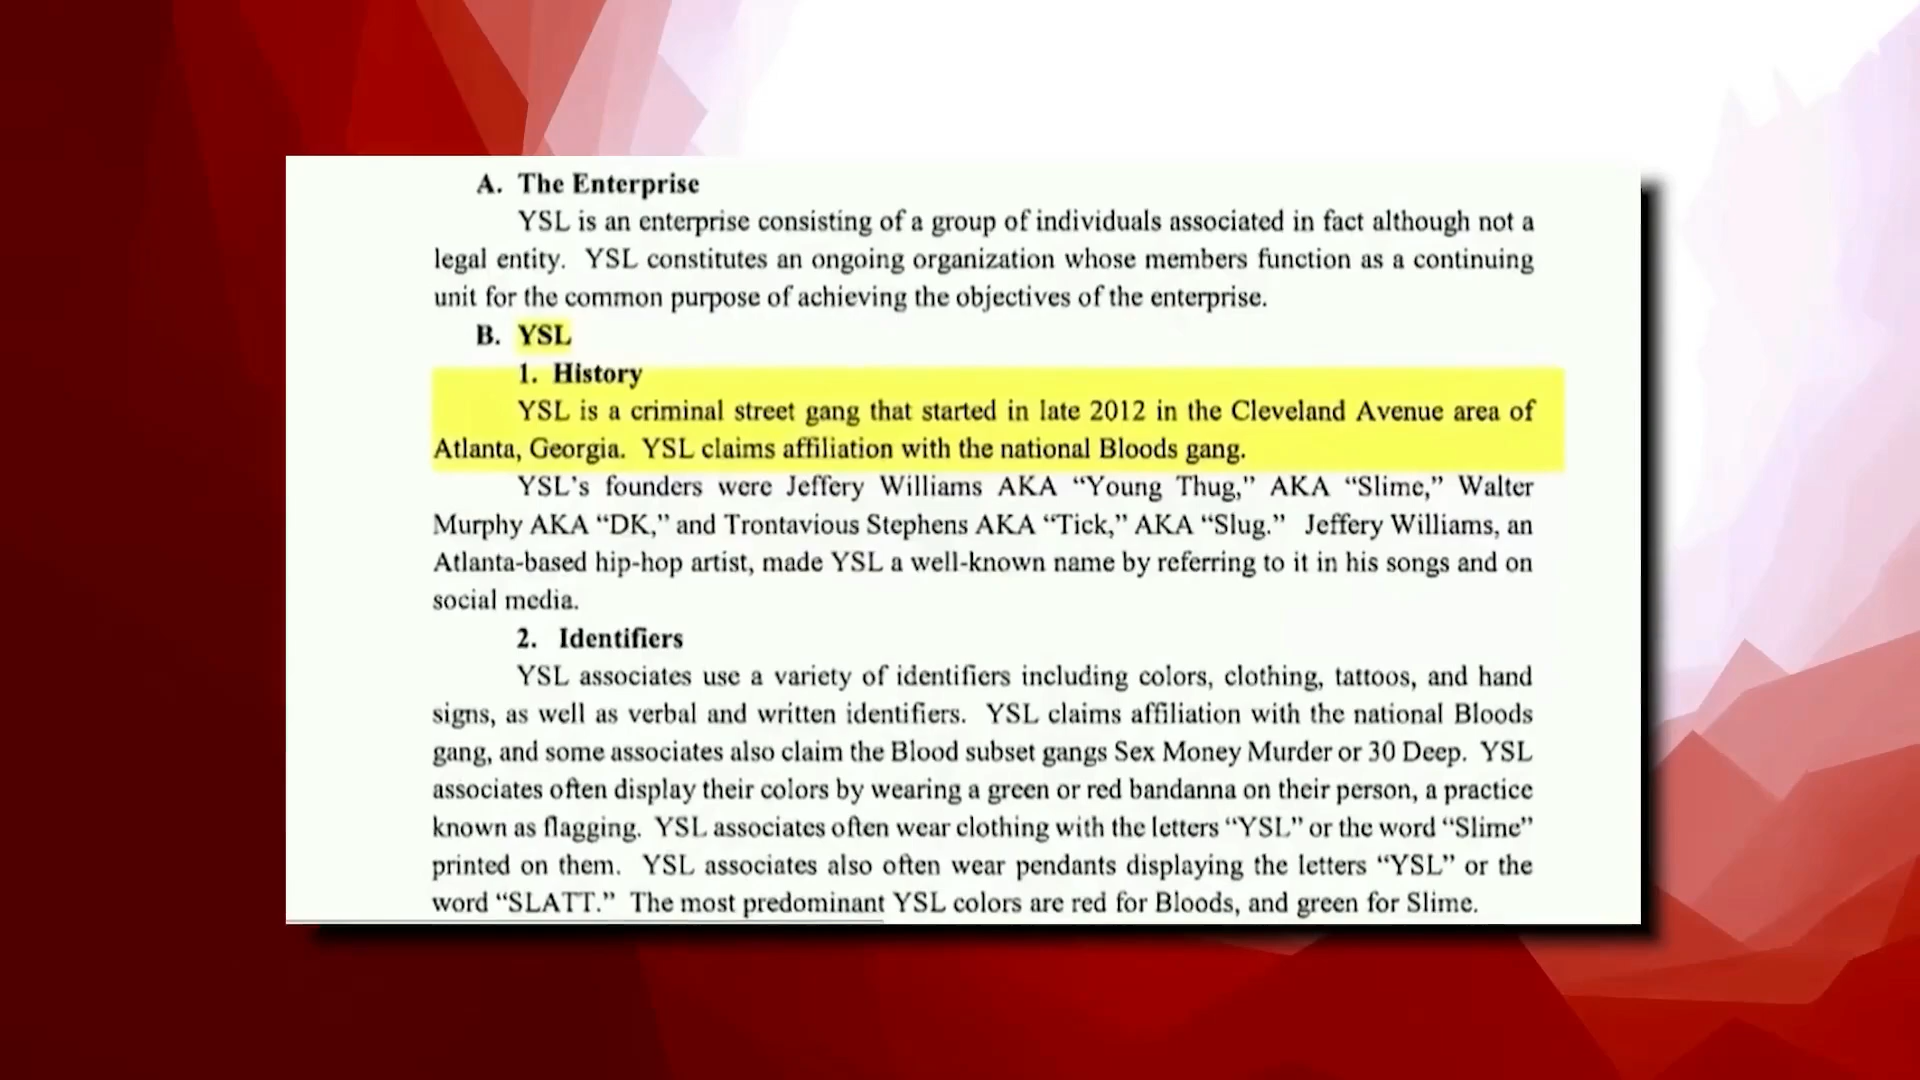 A. The Enterprise
YSL is an enterprise consisting of a group of individuals associated in fact although not a
legal entity. YSL constitutes an ongoing organization whose members function as a continuing
unit for the common purpose of achieving the objectives of the enterprise.
B. YSL
1. History
YSL is a criminal street gang that started in late 2012 in the Cleveland Avenue area of
Atlanta, Georgia. YSL claims affiliation with the national Bloods gang.
YSL's founders were Jeffery Williams AKA “Young Thug,” AKA “Slime,” Walter
Murphy AKA “DK,” and Trontavious Stephens AKA “Tick,” AKA “Slug.” Jeffery Williams, an
Atlanta-based hip-hop artist, made YSL a well-known name by referring to it in his songs and on
social media.
2. Identifiers
YSL associates use a variety of identifiers including colors, clothing, tattoos, and hand
signs, as well as verbal and written identifiers. YSL claims affiliation with the national Bloods
gang, and some associates also claim the Blood subset gangs Sex Money Murder or 30 Deep. YSL
associates often display their colors by wearing a green or red bandanna on their person, a practice
known as flagging. YSL associates often wear clothing with the letters “YSL” or the word “Slime”
printed on them. YSL associates also often wear pendants displaying the letters “YSL” or the
word “SLATT.” The most predominant YSL colors are red for Bloods, and green for Slime.